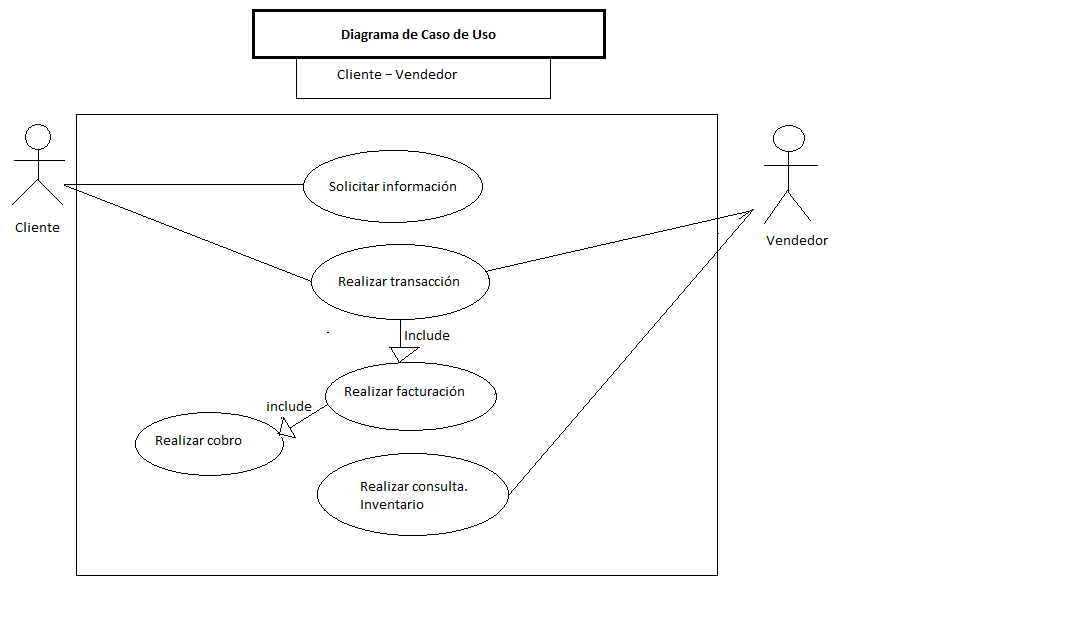 Diagrama de Caso de Uso
Cliente – Vendedor
Solicitar información
Cliente
Vendedor
Realizar transacción
Include
Realizar facturación
include
Realizar cobro
Realizar consulta.
Inventario